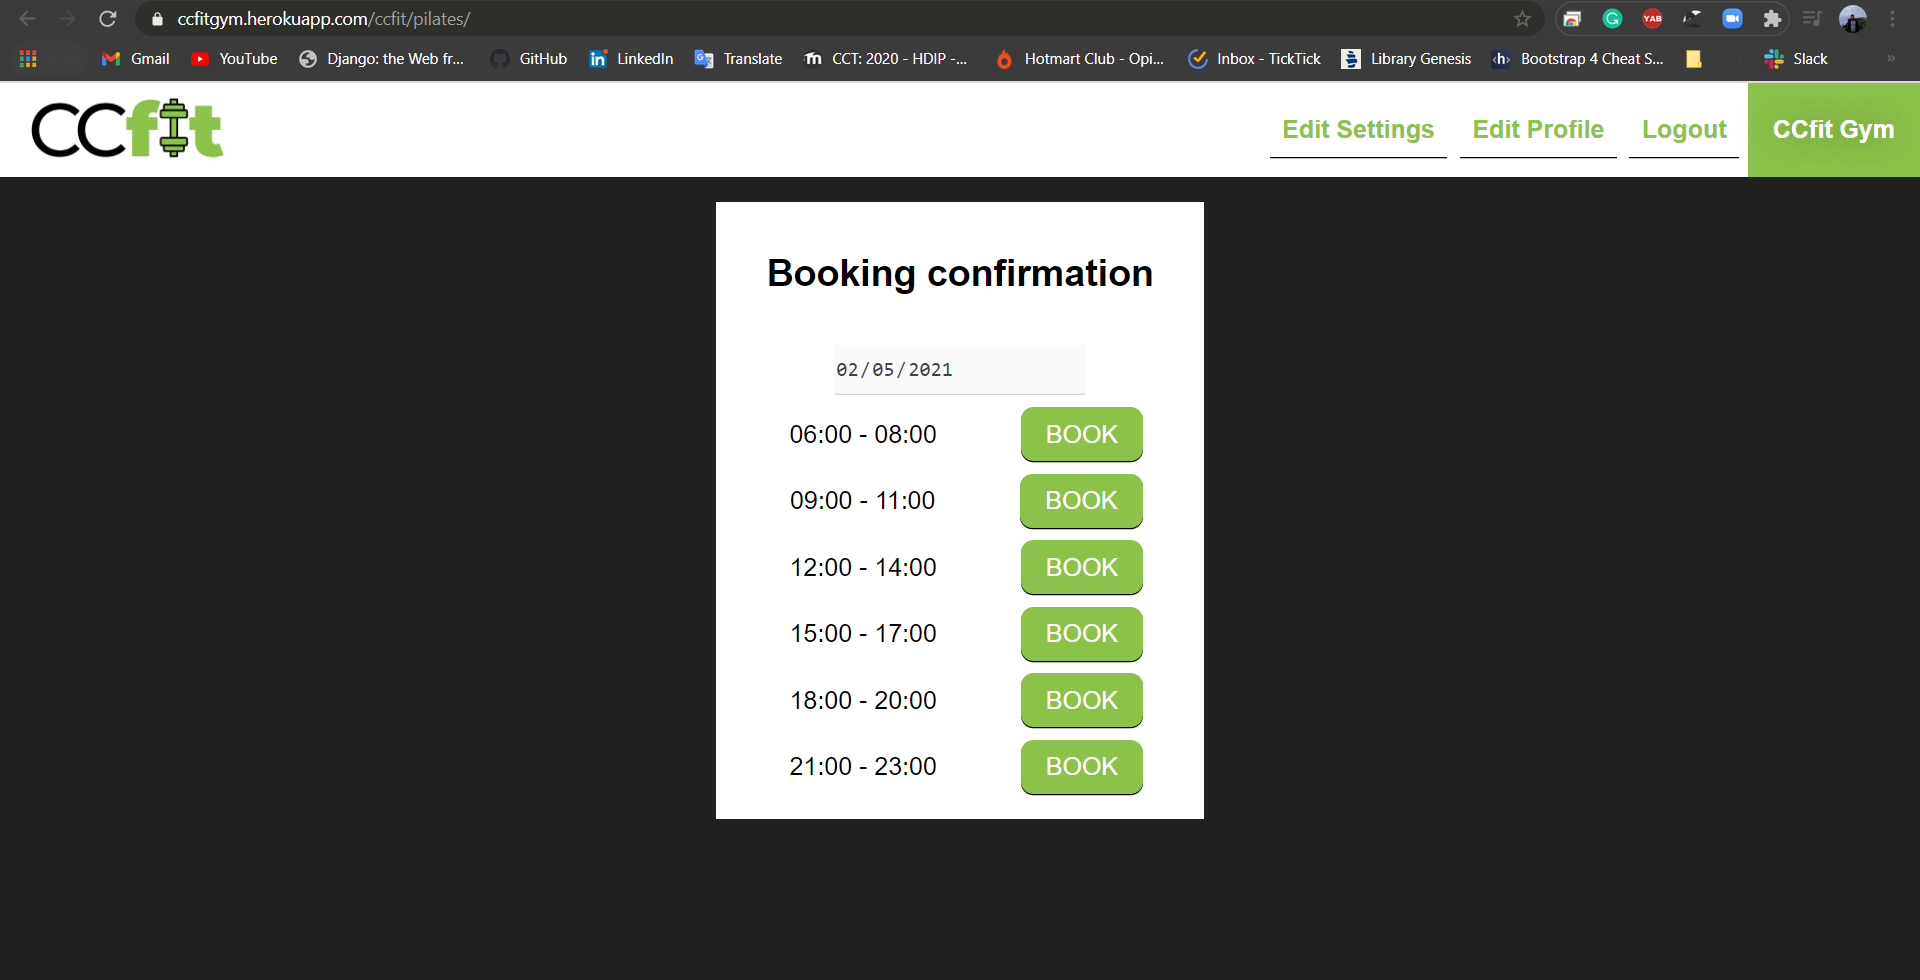 ccfitgym.herokuapp.com/ccfit/pilates/
YAB
Gmail YouTube Django: the Web fr... GitHub LinkedIn Translate CCT: 2020 - HDIP -... Hotmart Club - Opi... Inbox - TickTick Library Genesis Bootstrap 4 Cheat S... Slack »
CCfit Edit Settings Edit Profile Logout CCfit Gym
Booking confirmation
02/05/2021
06:00 - 08:00 BOOK
09:00 - 11:00 BOOK
12:00 - 14:00 BOOK
15:00 - 17:00 BOOK
18:00 - 20:00 BOOK
21:00 - 23:00 BOOK